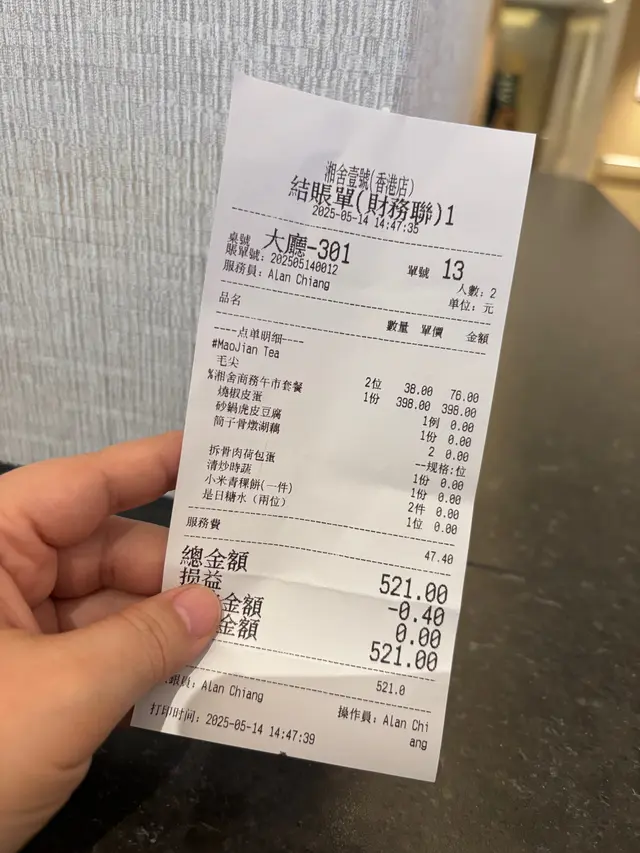 湘舍壹號(香港店)
結賬單(財務聯)1
2025-05-14 14:47:35
桌號 大廳-301 單號 13
賬單號: 202505140012 人數: 2
服務員: Alan Chiang 单位: 元
品名 數量 單價 金額
----点单明细----
#MaoJian Tea
毛尖 2位 38.00 76.00
%湘舍商務午市套餐 1份 398.00 398.00
燒椒皮蛋 1例 0.00
砂鍋虎皮豆腐 1份 0.00
筒子骨燉湖藕 2 0.00
--规格:位
拆骨肉荷包蛋 1份 0.00
清炒時蔬 1份 0.00
小米青稞餅(一件) 2件 0.00
是日糖水（兩位） 1位 0.00
服務費 47.40
總金額 521.00
损益 -0.40
金額 0.00
金額 521.00
521.0
銀員: Alan Chiang 操作員: Alan Chi
ang
打印时间: 2025-05-14 14:47:39